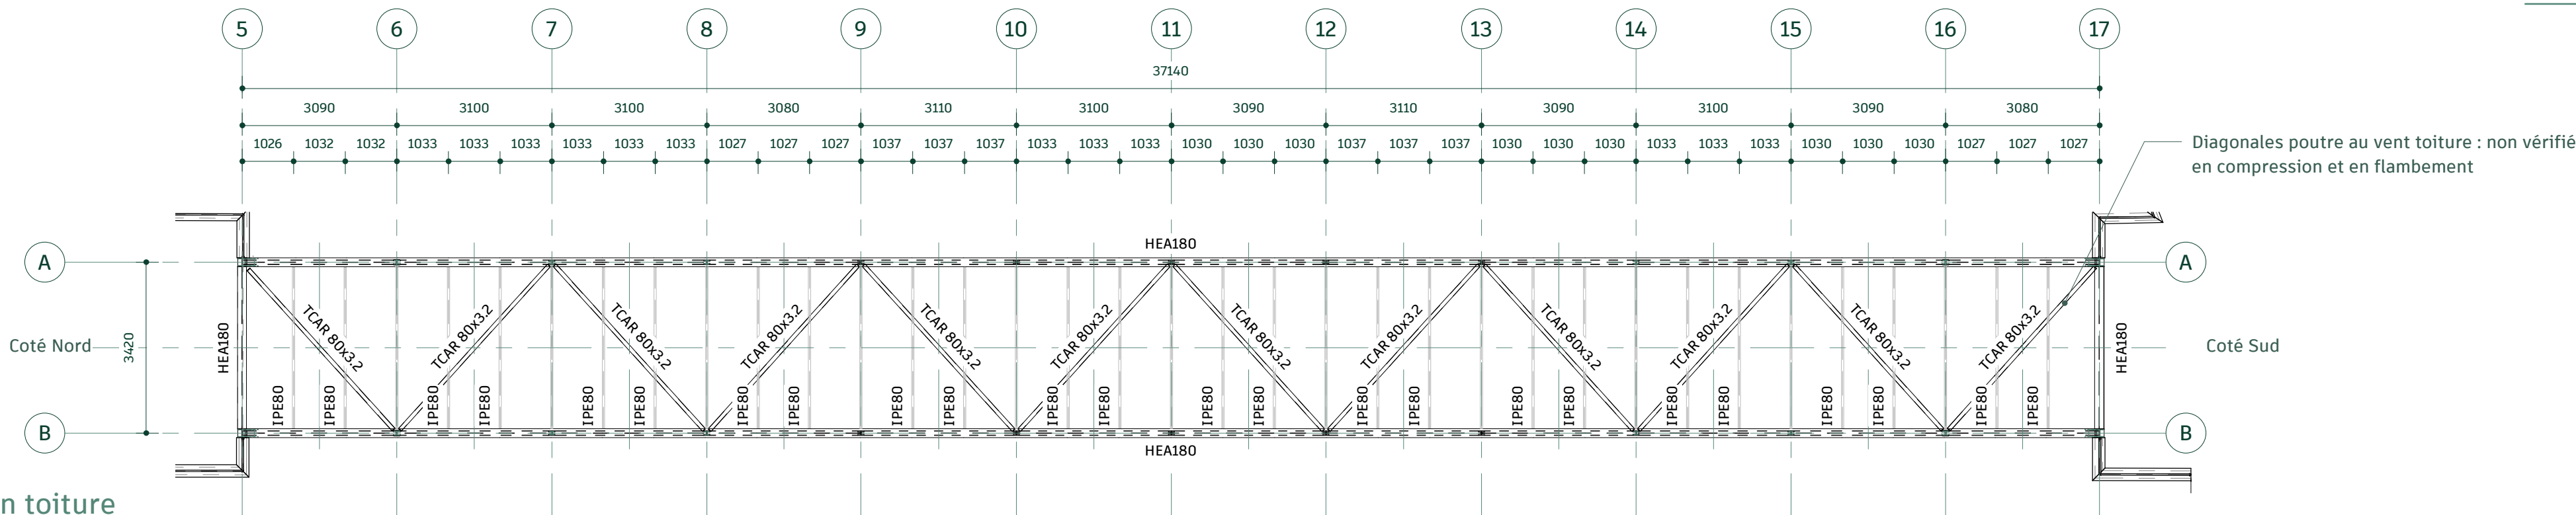 5 6 7 8 9 10 11 12 13 14 15 16 17
37140
3090 3100 3100 3080 3110 3100 3090 3110 3090 3100 3090 3080
1026 1032 1032 1033 1033 1033 1033 1033 1033 1027 1027 1027 1037 1037 1037 1033 1033 1033 1030 1030 1030 1037 1037 1037 1030 1030 1030 1033 1033 1033 1030 1030 1030 1027 1027 1027
Diagonales poutre au vent toiture : non vérifié
en compression et en flambement
HEA180
A A
TCAR 80x3.2 TCAR 80x3.2 TCAR 80x3.2 TCAR 80x3.2 TCAR 80x3.2 TCAR 80x3.2 TCAR 80x3.2 TCAR 80x3.2 TCAR 80x3.2 TCAR 80x3.2 TCAR 80x3.2 TCAR 80x3.2
Coté Nord 3420 HEA180 HEA180 Coté Sud
IPE80 IPE80 IPE80 IPE80 IPE80 IPE80 IPE80 IPE80 IPE80 IPE80 IPE80 IPE80 IPE80 IPE80 IPE80 IPE80 IPE80 IPE80 IPE80 IPE80 IPE80 IPE80 IPE80 IPE80
B B
HEA180
n toiture